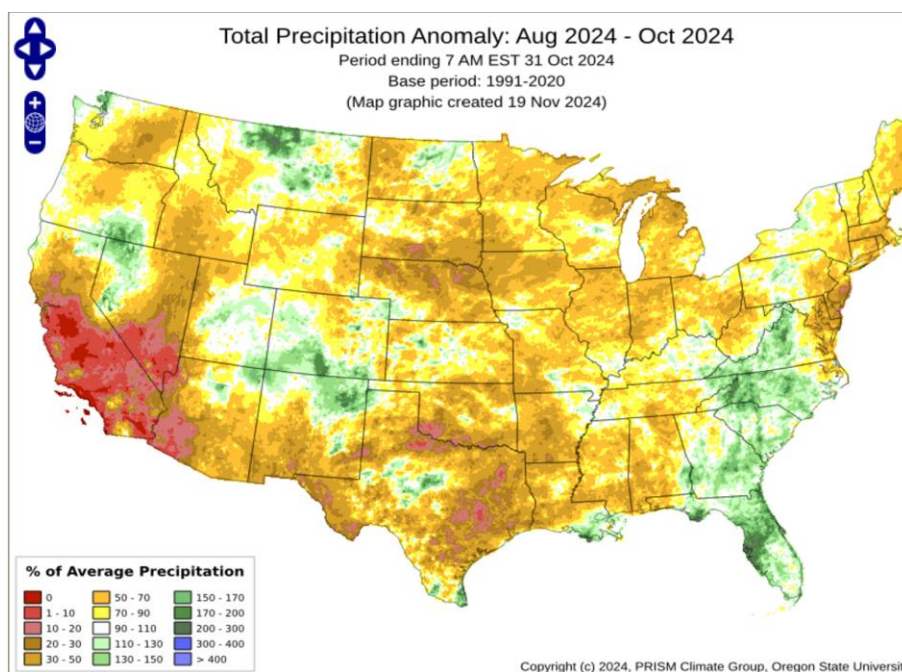 Total Precipitation Anomaly: Aug 2024 - Oct 2024
Period ending 7 AM EST 31 Oct 2024
Base period: 1991-2020
(Map graphic created 19 Nov 2024)
% of Average Precipitation
0
1 - 10
10 - 20
20 - 30
30 - 50
50 - 70
70 - 90
90 - 110
110 - 130
130 - 150
150 - 170
170 - 200
200 - 300
300 - 400
> 400
Copyright (c) 2024, PRISM Climate Group, Oregon State Universit